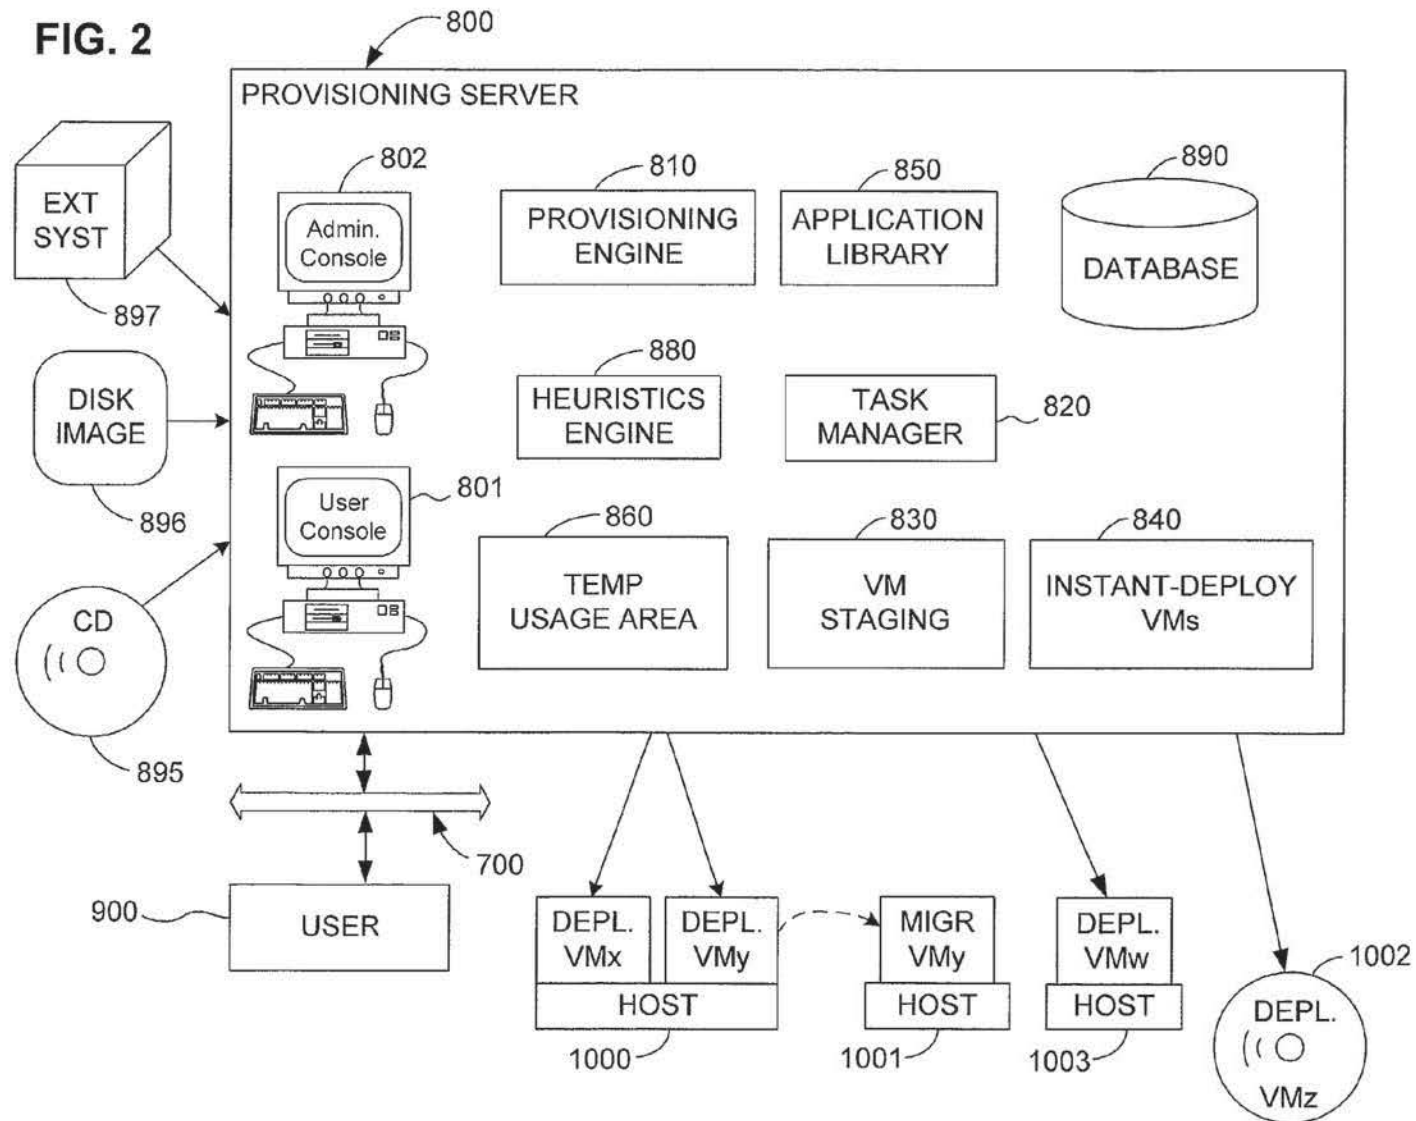 FIG. 2
800
PROVISIONING SERVER
EXT
SYST
897
802
Admin.
Console
810
PROVISIONING
ENGINE
850
APPLICATION
LIBRARY
890
DATABASE
DISK
IMAGE
896
880
HEURISTICS
ENGINE
TASK
MANAGER
820
User
Console
801
860
TEMP
USAGE AREA
830
VM
STAGING
840
INSTANT-DEPLOY
VMs
CD
895
700
900
USER
DEPL.
VMx
DEPL.
VMy
HOST
1000
MIGR
VMy
HOST
1001
DEPL.
VMw
HOST
1003
1002
DEPL.
VMz